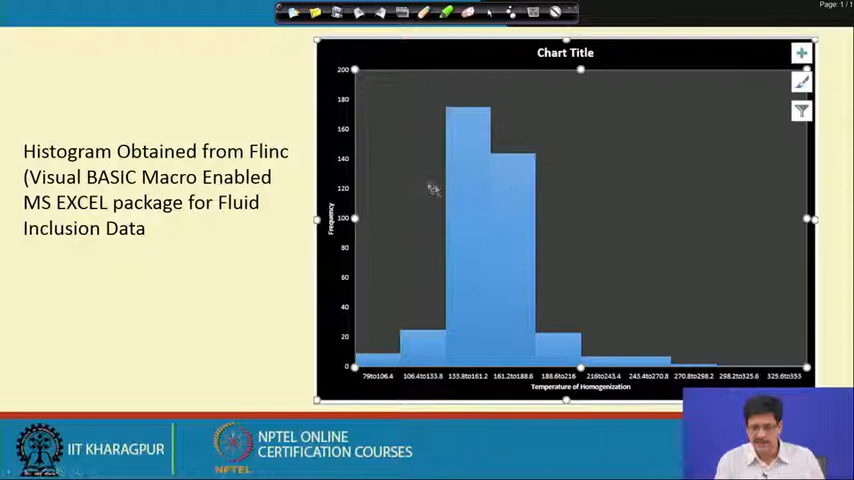 Page: 1 / 1
Chart Title
Histogram Obtained from Flinc
(Visual BASIC Macro Enabled
MS EXCEL package for Fluid
Inclusion Data
Frequency
200
180
160
140
120
100
80
60
40
20
0
79to106.4 106.4to133.8 133.8to161.2 161.2to188.6 188.6to216 216to243.4 243.4to270.8 270.8to298.2 298.2to325.6 325.6to353
Temperature of Homogenization
IIT KHARAGPUR
NPTEL
NPTEL ONLINE
CERTIFICATION COURSES